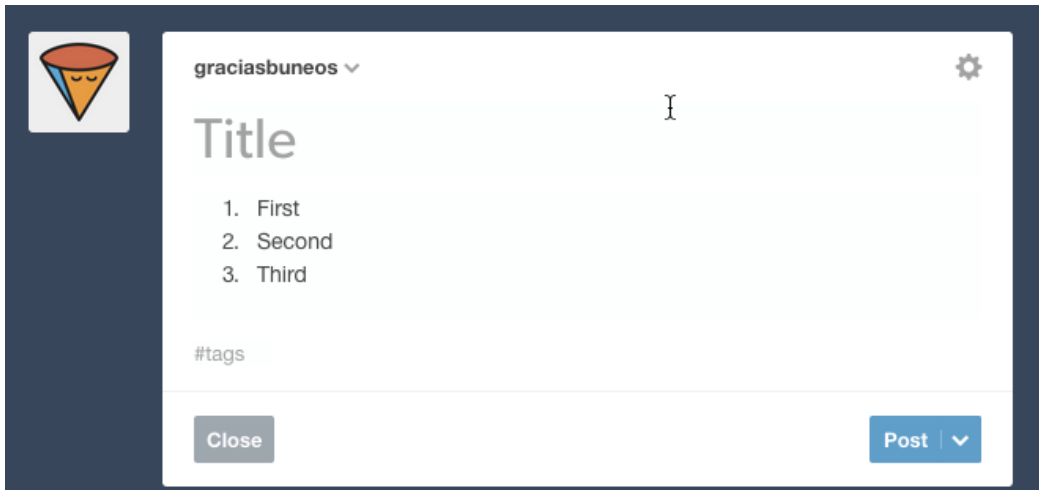 graciasbuneos
Title
1. First
2. Second
3. Third
#tags
Close
Post